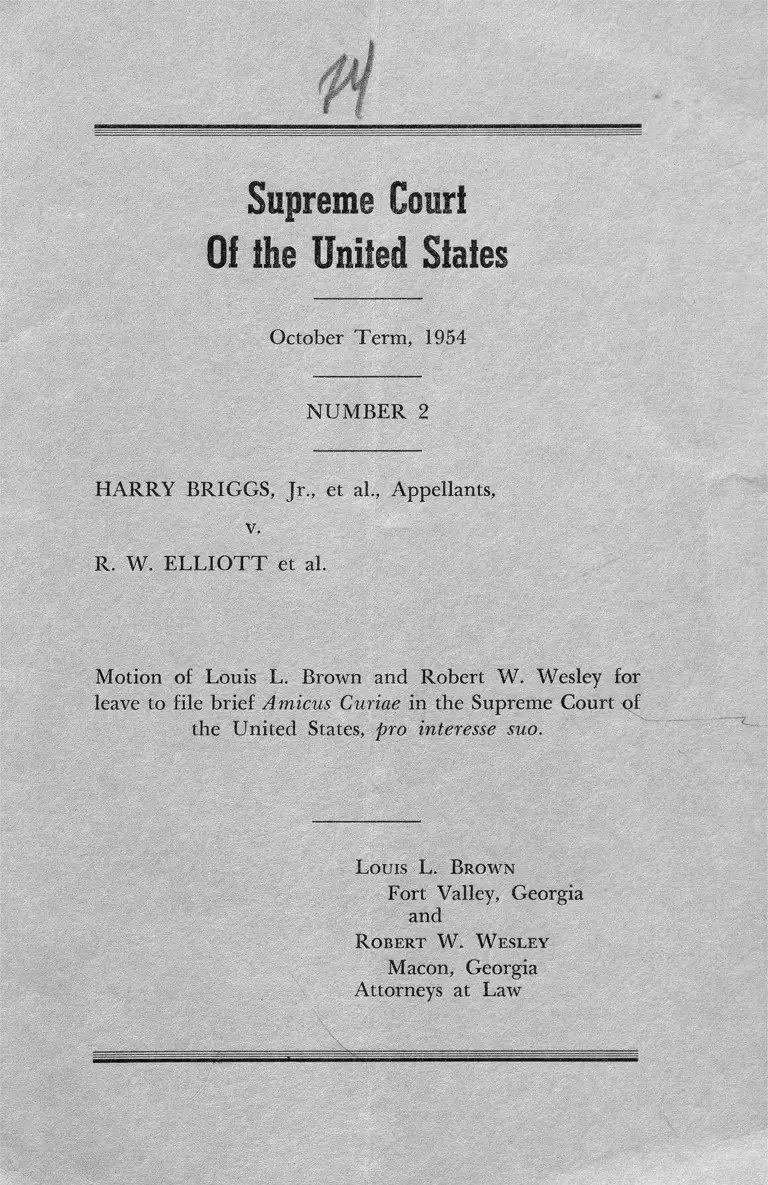 Supreme Court
Of the United States
October Term, 1954
NUMBER 2
HARRY BRIGGS, Jr., et al., Appellants,
v.
R. W. ELLIOTT et al.
Motion of Louis L. Brown and Robert W. Wesley for
leave to file brief Amicus Curiae in the Supreme Court of
the United States, pro interesse suo.
LOUIS L. BROWN
Fort Valley, Georgia
and
ROBERT W. WESLEY
Macon, Georgia
Attorneys at Law